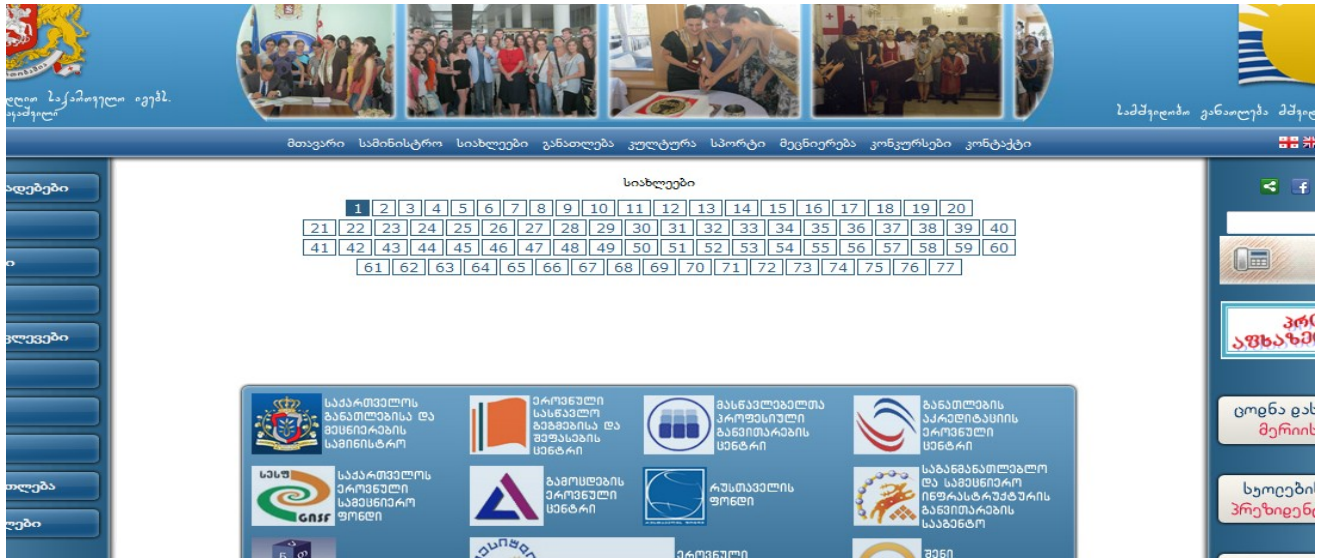 საქართველო იგებს.
სამშვიდობო განათლება
მთავარი სამინისტრო სიახლეები განათლება კულტურა სპორტი მეცნიერება კონკურსები კონტაქტი
სიახლეები
1 2 3 4 5 6 7 8 9 10 11 12 13 14 15 16 17 18 19 20
21 22 23 24 25 26 27 28 29 30 31 32 33 34 35 36 37 38 39 40
41 42 43 44 45 46 47 48 49 50 51 52 53 54 55 56 57 58 59 60
61 62 63 64 65 66 67 68 69 70 71 72 73 74 75 76 77
საქართველოს
განათლებისა და
მეცნიერების
სამინისტრო
ეროვნული
სასწავლო
გეგმებისა და
შეფასების
ცენტრი
მასწავლებელთა
პროფესიული
განვითარების
ცენტრი
განათლების
აკრედიტაციის
ეროვნული
ცენტრი
სესფ
GNSF
საქართველოს
ეროვნული
სამეცნიერო
ფონდი
გამოცდების
ეროვნული
ცენტრი
რუსთაველის
ფონდი
საგანმანათლებლო
და სამეცნიერო
ინფრასტრუქტურის
განვითარების
სააგენტო
ეროვნული
შენი
ცოდნა